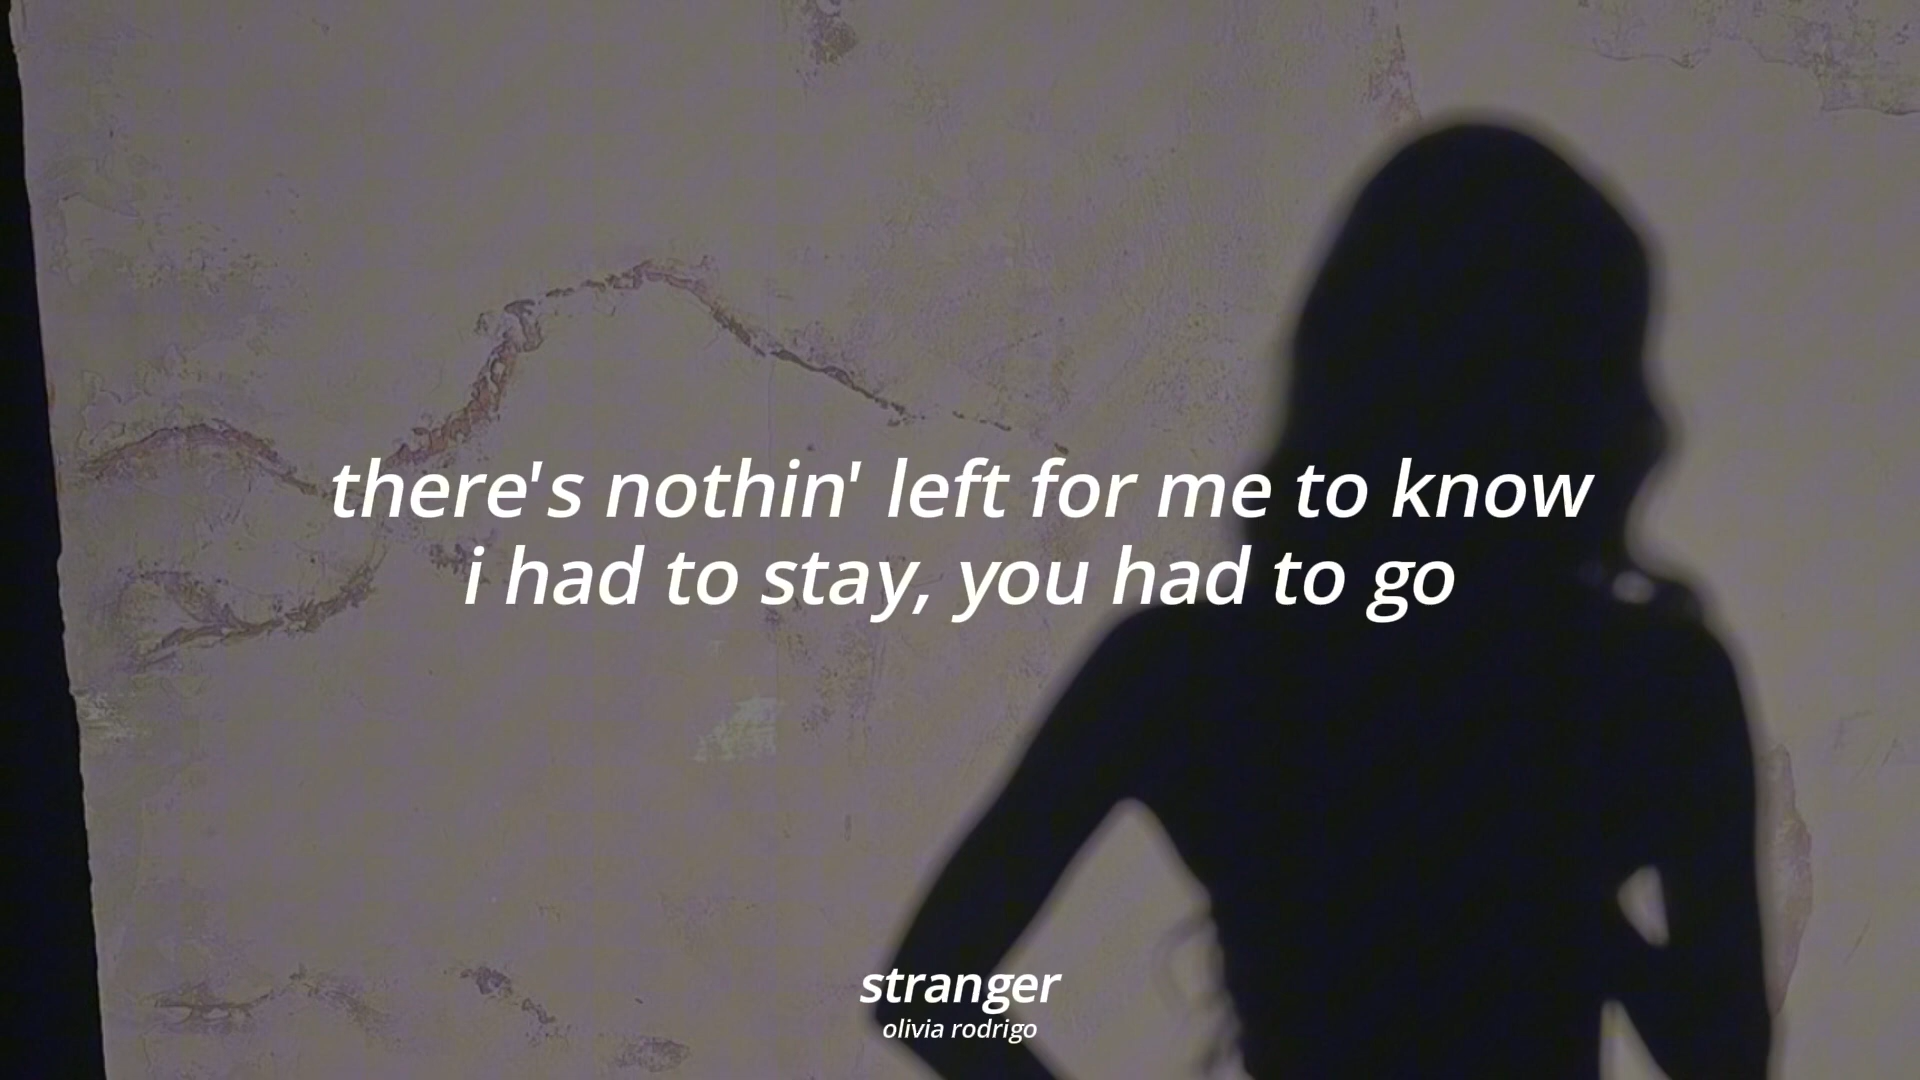 there's nothin' left for me to know
i had to stay, you had to go
stranger
olivia rodrigo